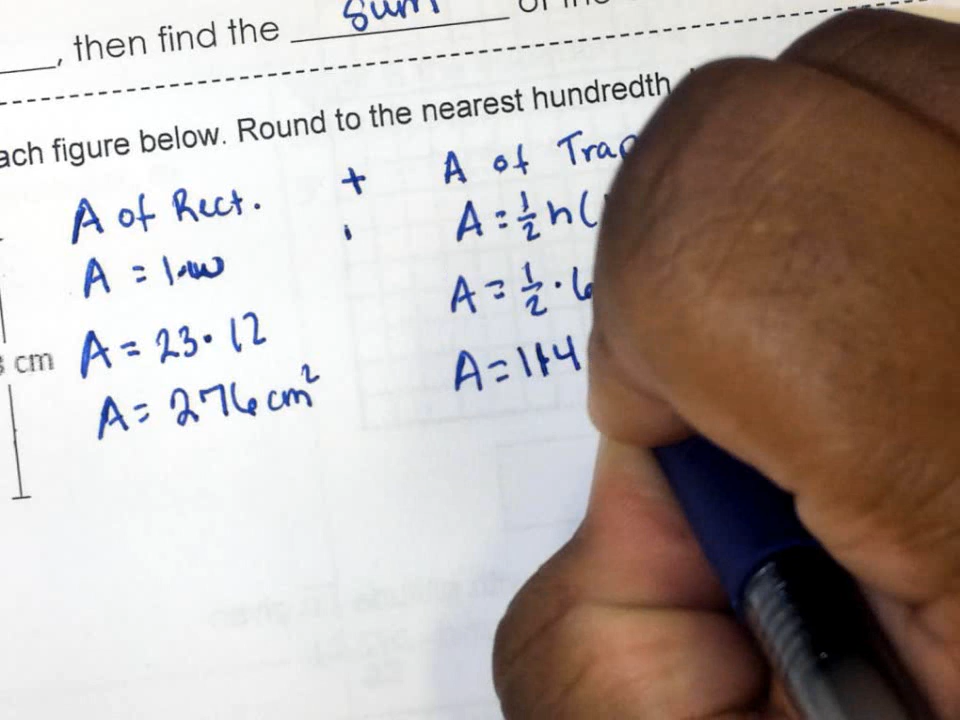 , then find the sum
ach figure below. Round to the nearest hundredth
A of Rect. + A of Trap
A = l·w A = 1/2 h(
A = 23 · 12 A = 1/2 · 6
A = 276 cm² A = 114
cm